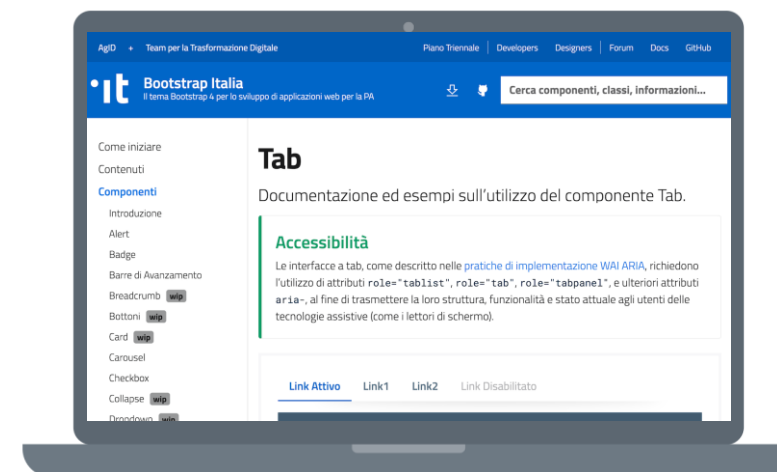 AgID + Team per la Trasformazione Digitale
Piano Triennale | Developers Designers | Forum Docs GitHub
it
Bootstrap Italia
Il tema Bootstrap 4 per lo sviluppo di applicazioni web per la PA
Cerca componenti, classi, informazioni...
Come iniziare
Contenuti
Componenti
Introduzione
Alert
Badge
Barre di Avanzamento
Breadcrumb wip
Bottoni wip
Card wip
Carousel
Checkbox
Collapse wip
Dropdown wip
Tab
Documentazione ed esempi sull'utilizzo del componente Tab.
Accessibilità
Le interfacce a tab, come descritto nelle pratiche di implementazione WAI ARIA, richiedono
l'utilizzo di attributi role="tablist", role="tab", role="tabpanel", e ulteriori attributi
aria-, al fine di trasmettere la loro struttura, funzionalità e stato attuale agli utenti delle
tecnologie assistive (come i lettori di schermo).
Link Attivo Link1 Link2 Link Disabilitato